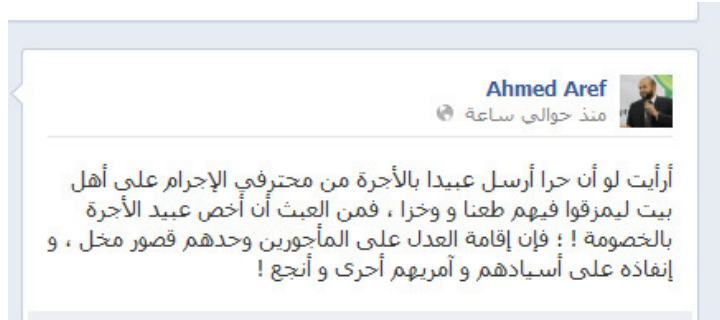 Ahmed Aref
منذ حوالي ساعة
أرأيت لو أن حرا أرسل عبيدا بالأجرة من محترفي الإجرام على أهل
بيت ليمزقوا فيهم طعنا و وخزا ، فمن العبث أن أخص عبيد الأجرة
بالخصومة ! ؛ فإن إقامة العدل على المأجورين وحدهم قصور مخل ، و
إنفاذه على أسيادهم و آمريهم أحرى و أنجع !